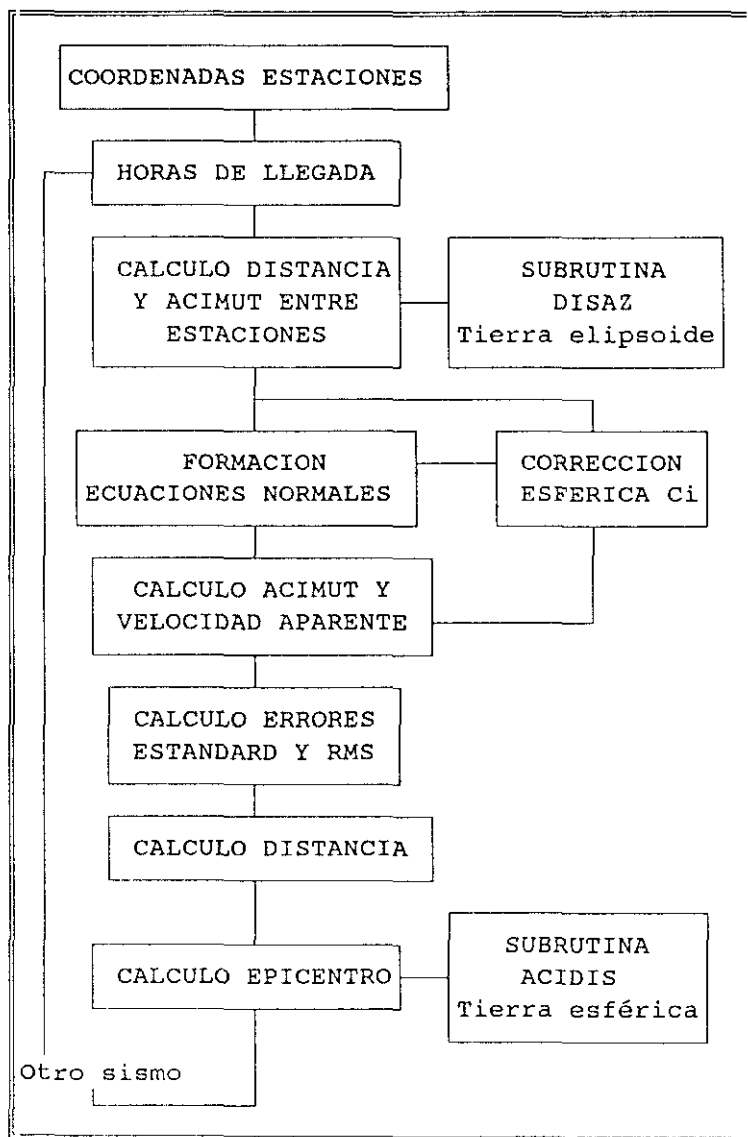 COORDENADAS ESTACIONES
HORAS DE LLEGADA
CALCULO DISTANCIA
Y ACIMUT ENTRE
ESTACIONES
SUBRUTINA
DISAZ
Tierra elipsoide
FORMACION
ECUACIONES NORMALES
CORRECCION
ESFERICA Ci
CALCULO ACIMUT Y
VELOCIDAD APARENTE
CALCULO ERRORES
ESTANDARD Y RMS
CALCULO DISTANCIA
CALCULO EPICENTRO
SUBRUTINA
ACIDIS
Tierra esférica
Otro sismo